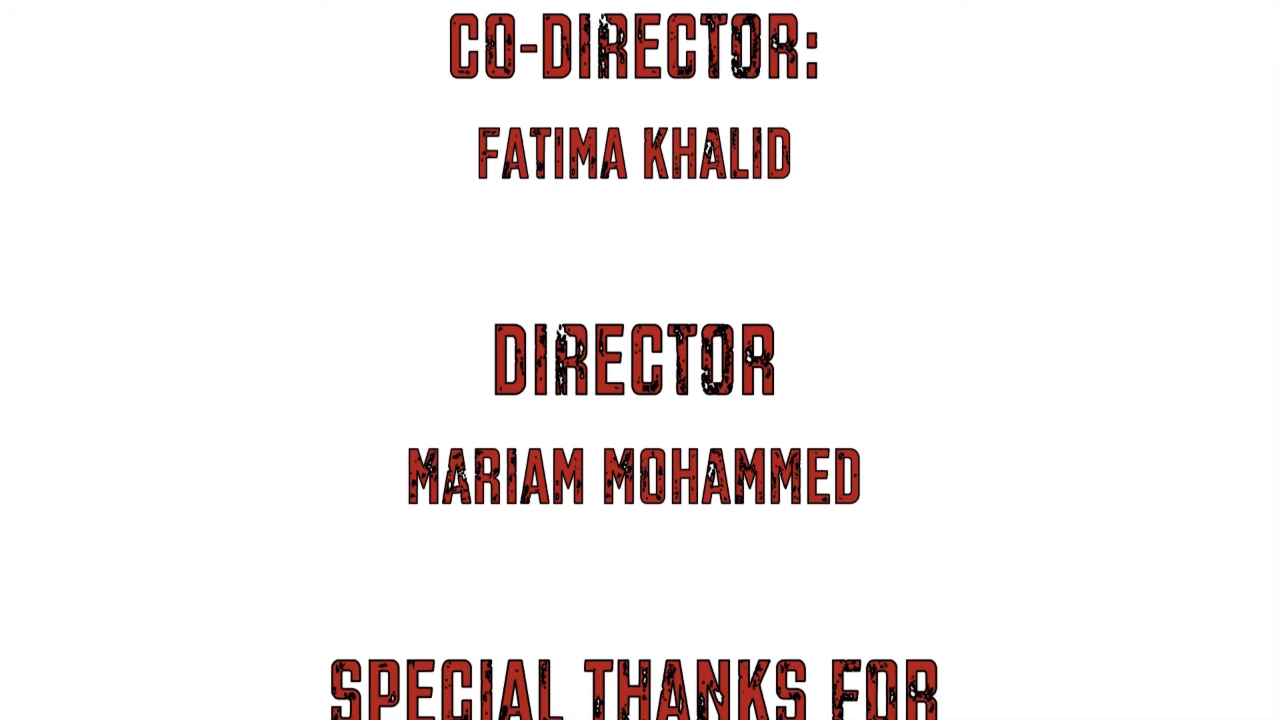 CO-DIRECTOR:
FATIMA KHALID
DIRECTOR
MARIAM MOHAMMED
SPECIAL THANKS FOR